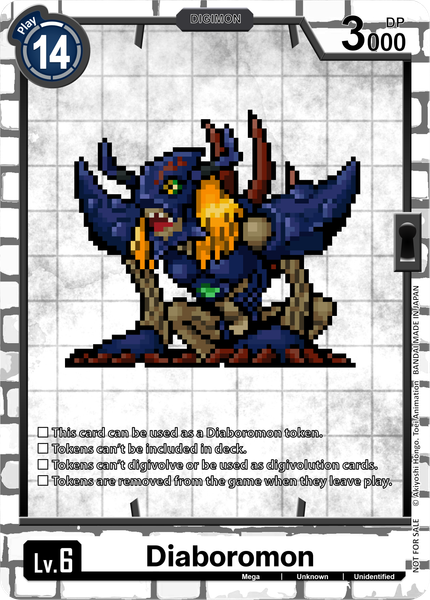 Play
14
DIGIMON
DP
3000
☐ This card can be used as a Diaboromon token.
☐ Tokens can't be included in deck.
☐ Tokens can't digivolve or be used as digivolution cards.
☐ Tokens are removed from the game when they leave play.
NOT FOR SALE © Akiyoshi Hongo, Toei Animation BANDAI MADE IN JAPAN
Lv.6
Diaboromon
Mega | Unknown | Unidentified